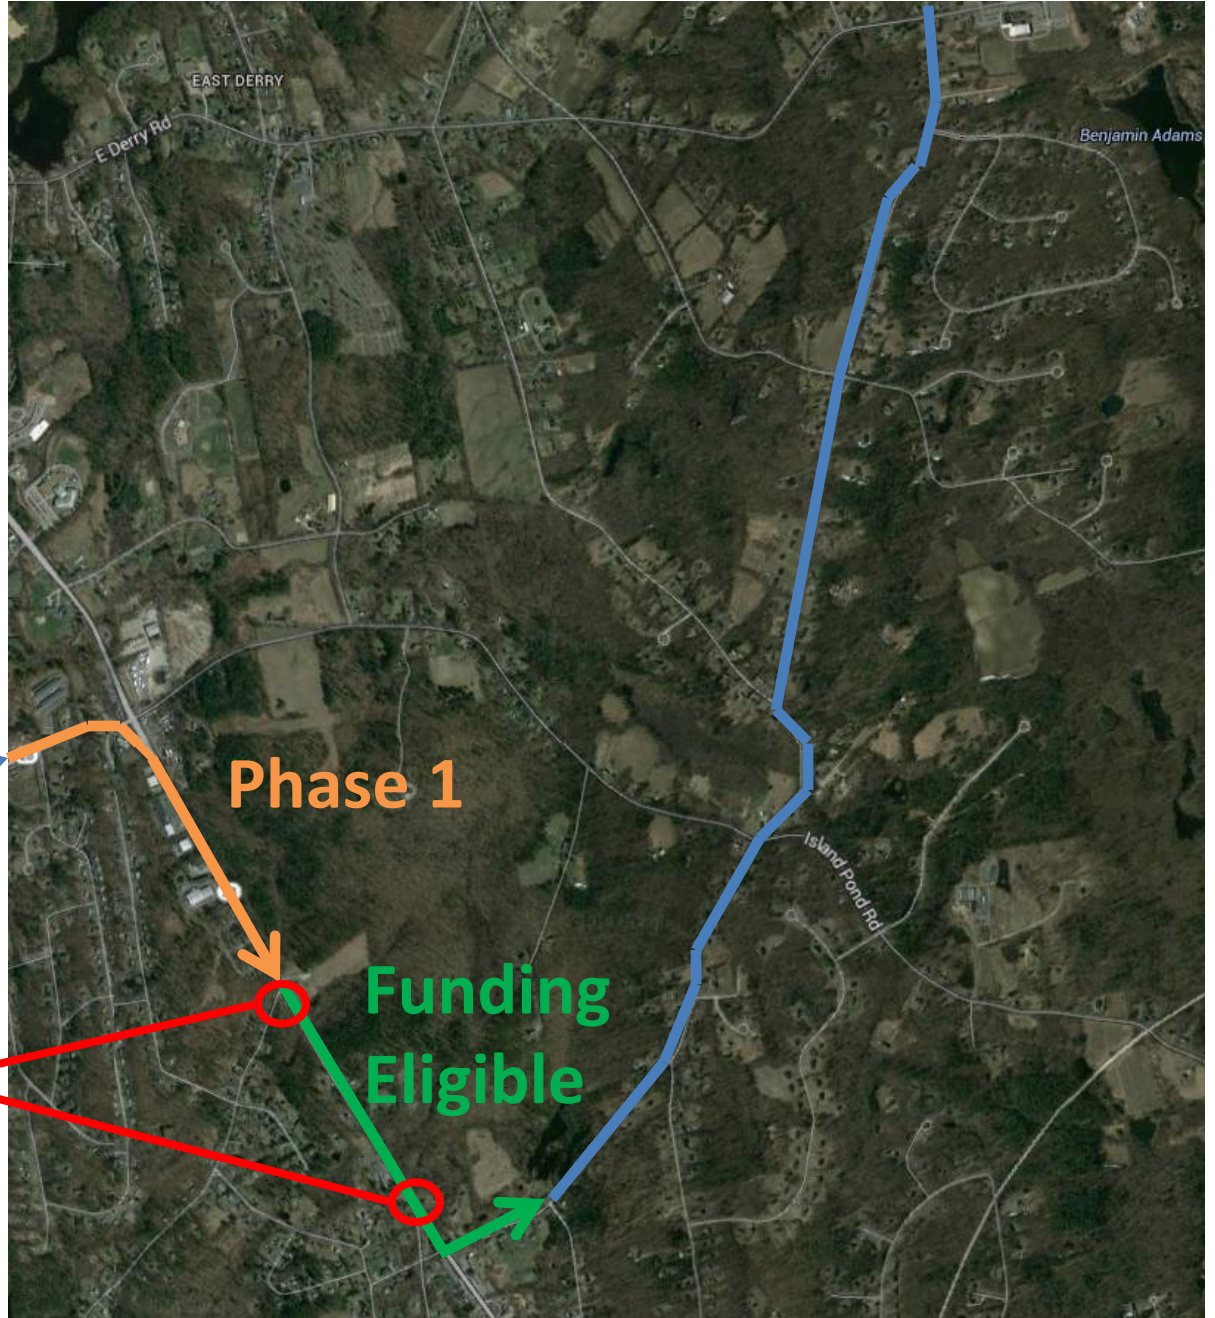 EAST DERRY
E Derry Rd
Benjamin Adams
Phase 1
Island Pond Rd
Funding
Eligible